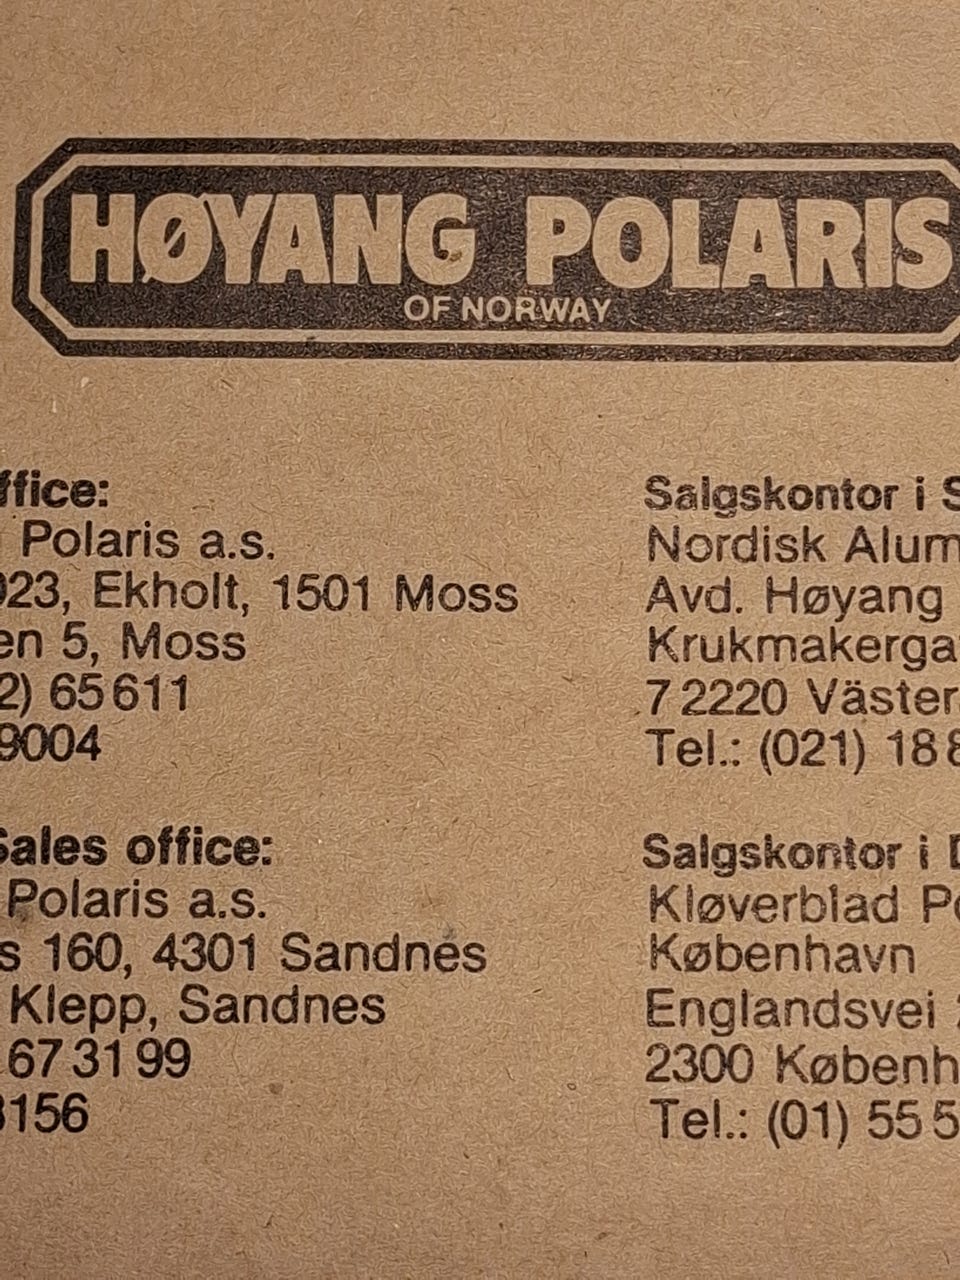 HØYANG POLARIS
OF NORWAY
ffice:
Polaris a.s.
023, Ekholt, 1501 Moss
en 5, Moss
2) 65611
9004
Sales office:
Polaris a.s.
s 160, 4301 Sandnes
Klepp, Sandnes
673199
3156
Salgskontor i S
Nordisk Alum
Avd. Høyang
Krukmakerga
72220 Väster
Tel.: (021) 188
Salgskontor i D
Kløverblad Po
København
Englandsvei 2
2300 Københ
Tel.: (01) 555